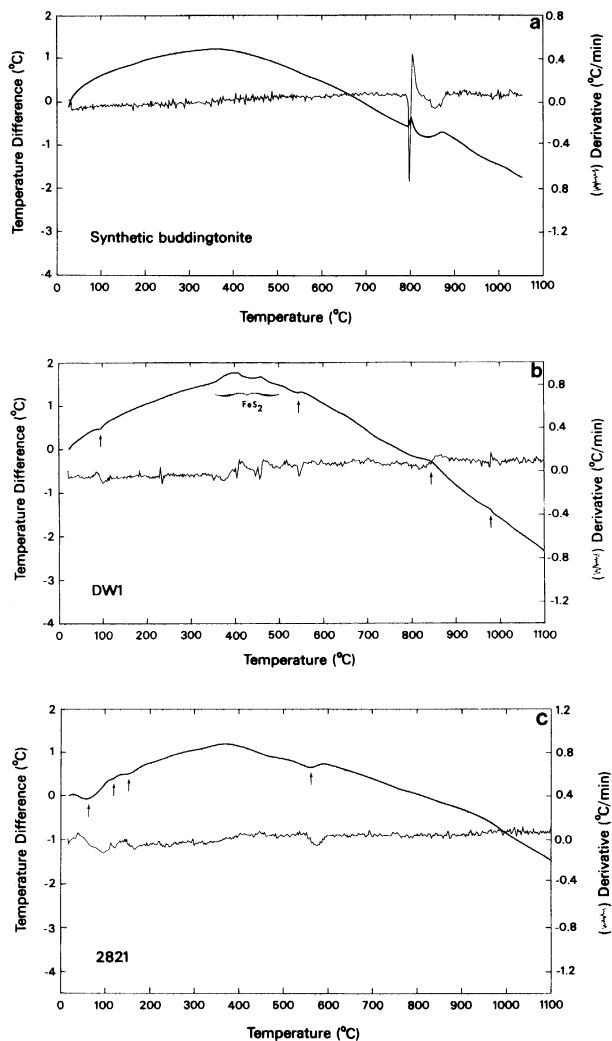 a
2
1
0
-1
-2
-3
-4
Temperature Difference (°C)
0.8
0.4
0.0
-0.4
0.8
-1.2
( ) Derivative (°C/min)
Synthetic buddingtonite
0 100 200 300 400 500 600 700 800 900 1000 1100
Temperature (°C)
b
2
1
0
-1
-2
-3
-4
Temperature Difference (°C)
0.8
0.4
0.0
-0.4
-0.8
-1.2
( ) Derivative (°C/min)
FeS₂
DW1
0 100 200 300 400 500 600 700 800 900 1000 1100
Temperature (°C)
c
2
1
0
-1
-2
-3
-4
Temperature Difference (°C)
1.2
0.8
0.4
0.0
-0.4
-0.8
-1.2
( ) Derivative (°C/min)
2821
0 100 200 300 400 500 600 700 800 900 1000 1100
Temperature (°C)